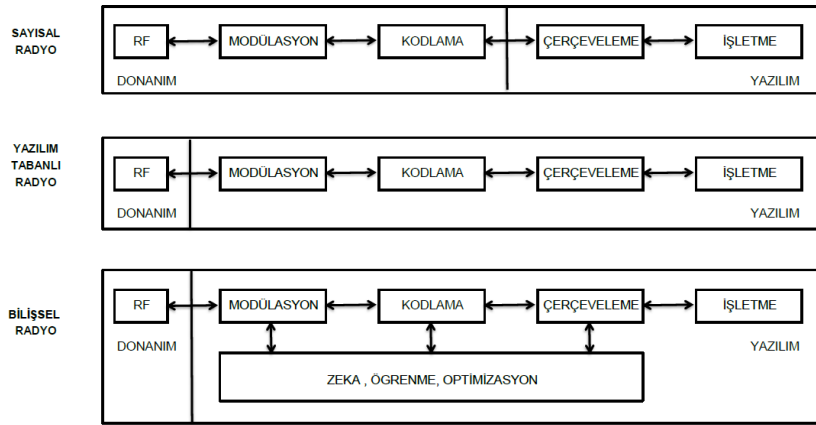 SAYISAL
RADYO
RF
MODÜLASYON
KODLAMA
ÇERÇEVELEME
İŞLETME
DONANIM
YAZILIM
YAZILIM
TABANLI
RADYO
RF
MODÜLASYON
KODLAMA
ÇERÇEVELEME
İŞLETME
DONANIM
YAZILIM
BİLİŞSEL
RADYO
RF
MODÜLASYON
KODLAMA
ÇERÇEVELEME
İŞLETME
DONANIM
YAZILIM
ZEKA , ÖGRENME, OPTİMİZASYON